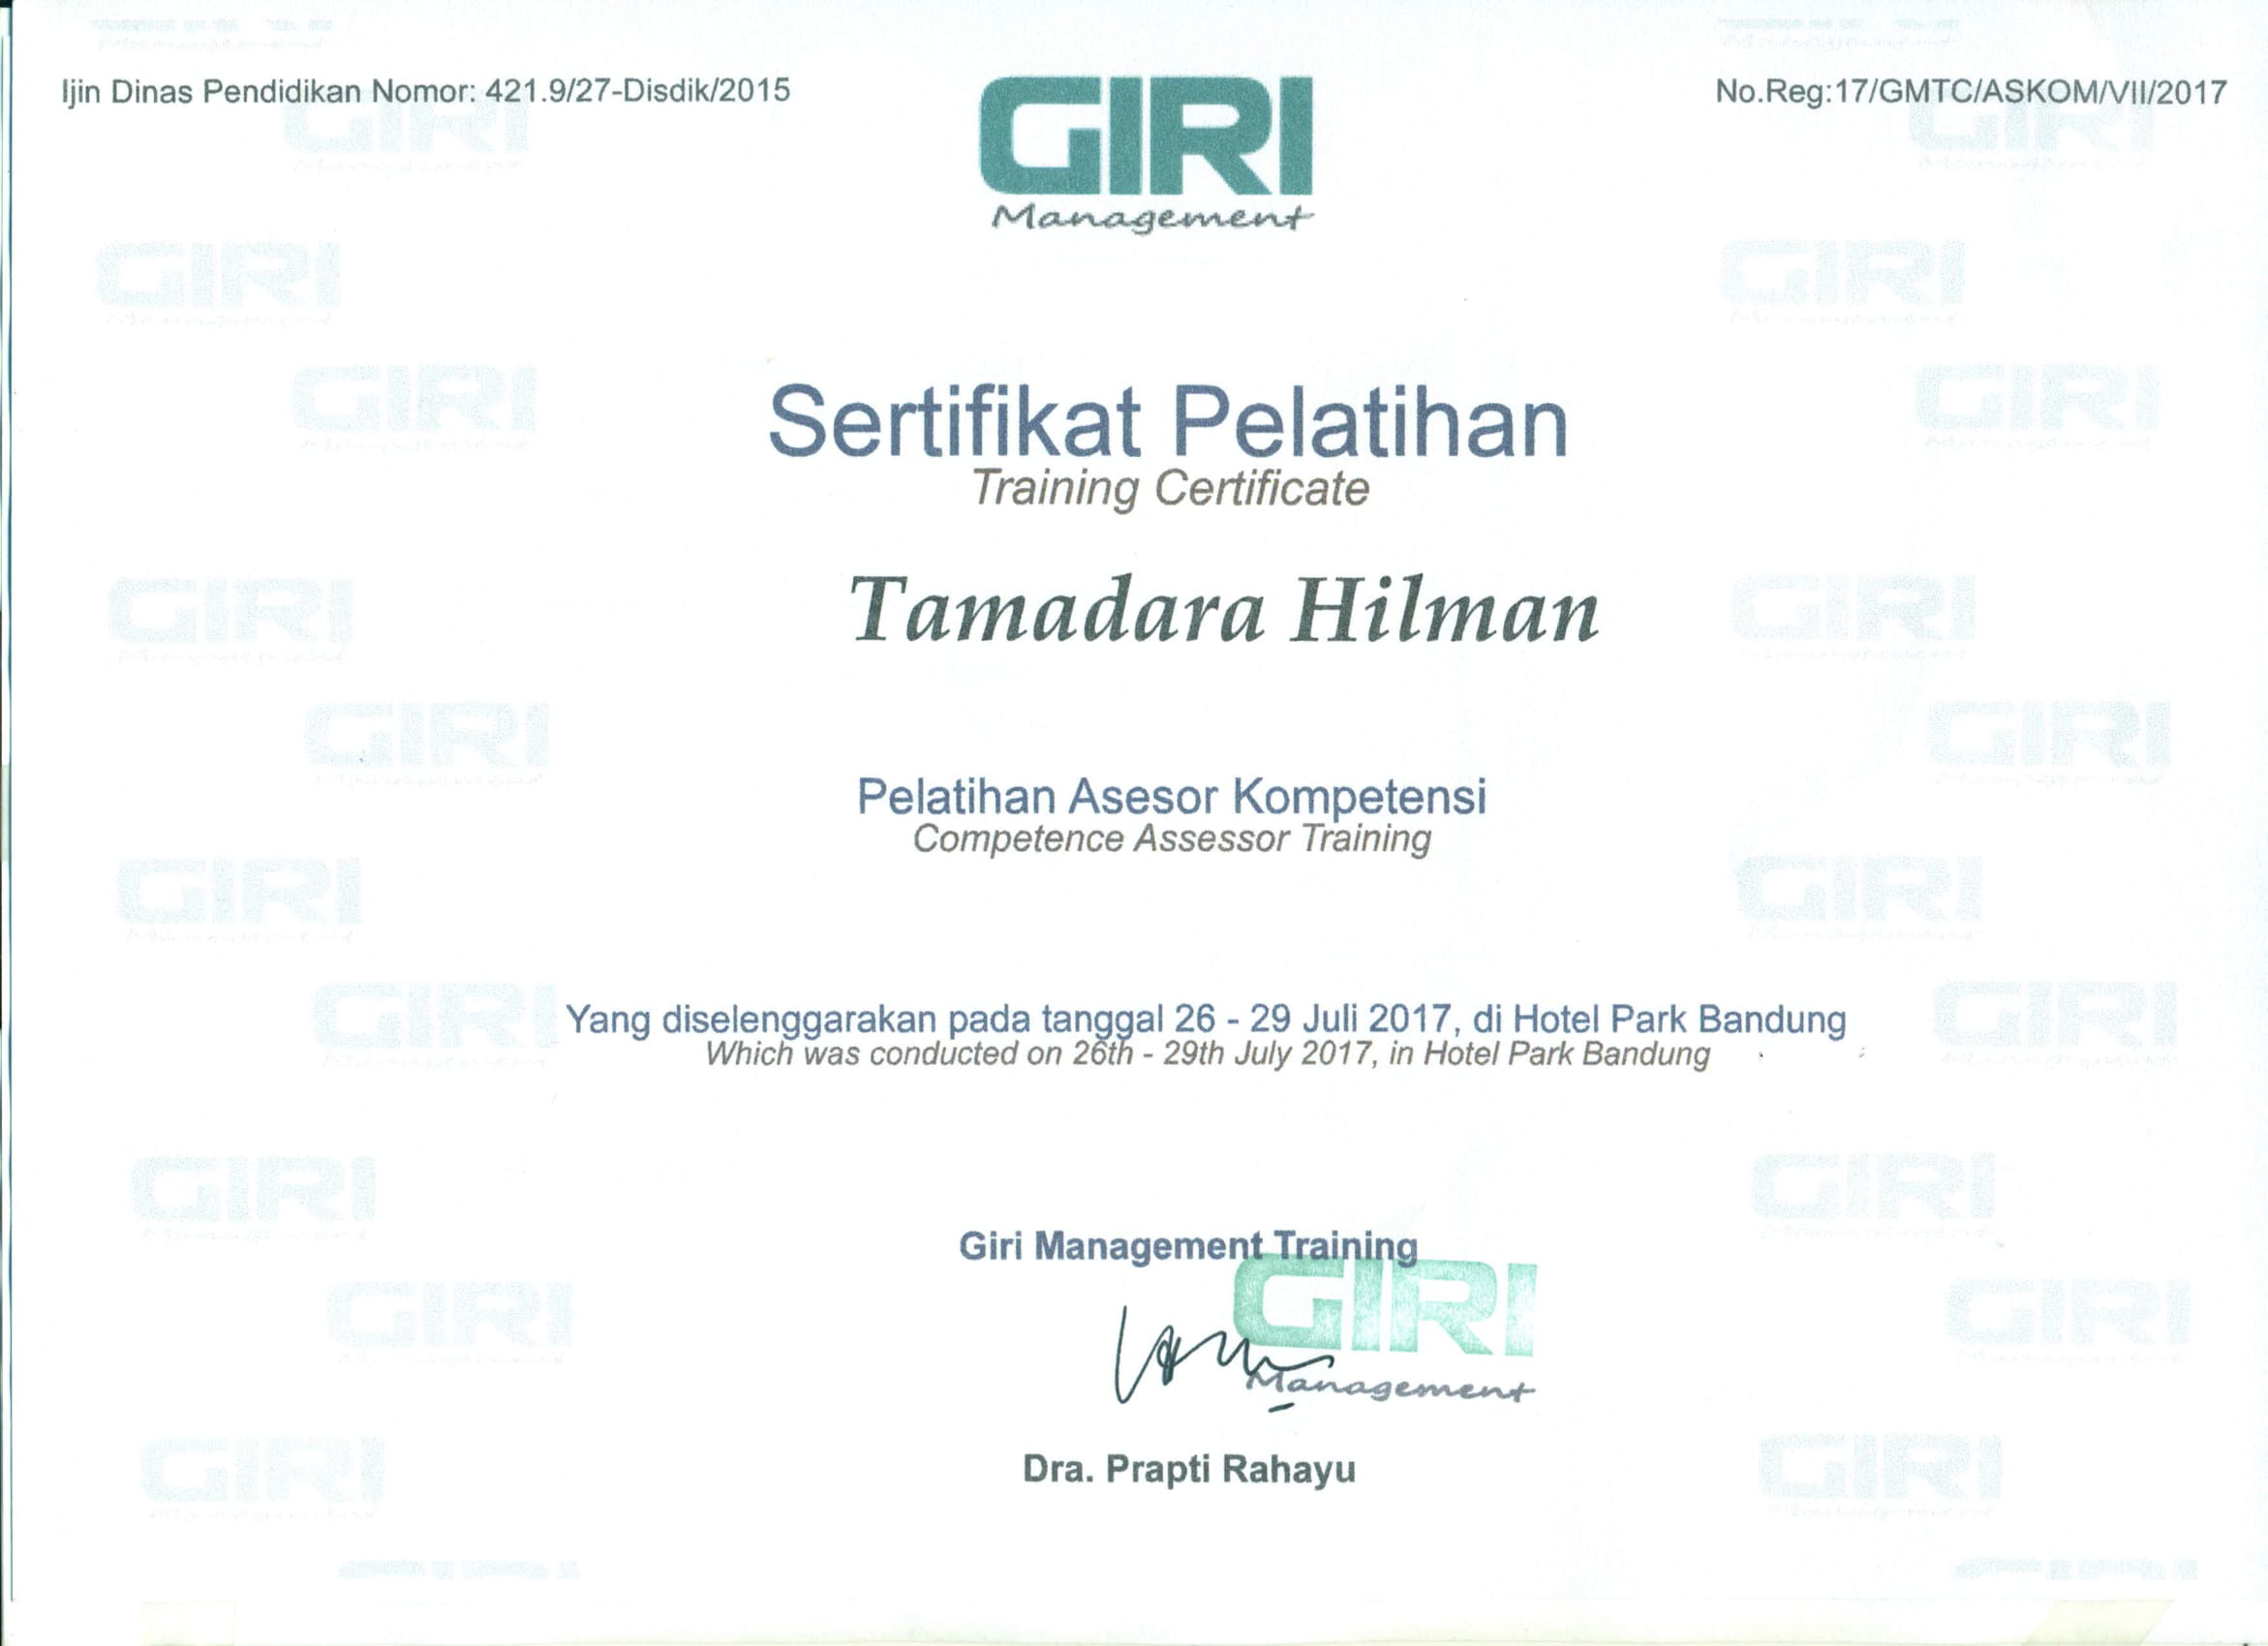 Ijin Dinas Pendidikan Nomor: 421.9/27-Disdik/2015
No.Reg:17/GMTC/ASKOM/VII/2017
GIRI
Management
Sertifikat Pelatihan
Training Certificate
Tamadara Hilman
Pelatihan Asesor Kompetensi
Competence Assessor Training
Yang diselenggarakan pada tanggal 26 - 29 Juli 2017, di Hotel Park Bandung
Which was conducted on 26th - 29th July 2017, in Hotel Park Bandung
Giri Management Training
GIRI
Management
Dra. Prapti Rahayu